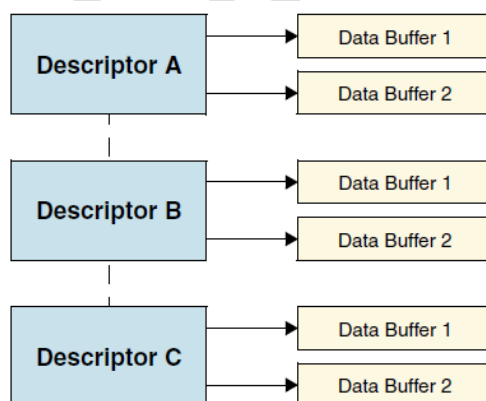 Descriptor A
Data Buffer 1
Data Buffer 2
Descriptor B
Data Buffer 1
Data Buffer 2
Descriptor C
Data Buffer 1
Data Buffer 2